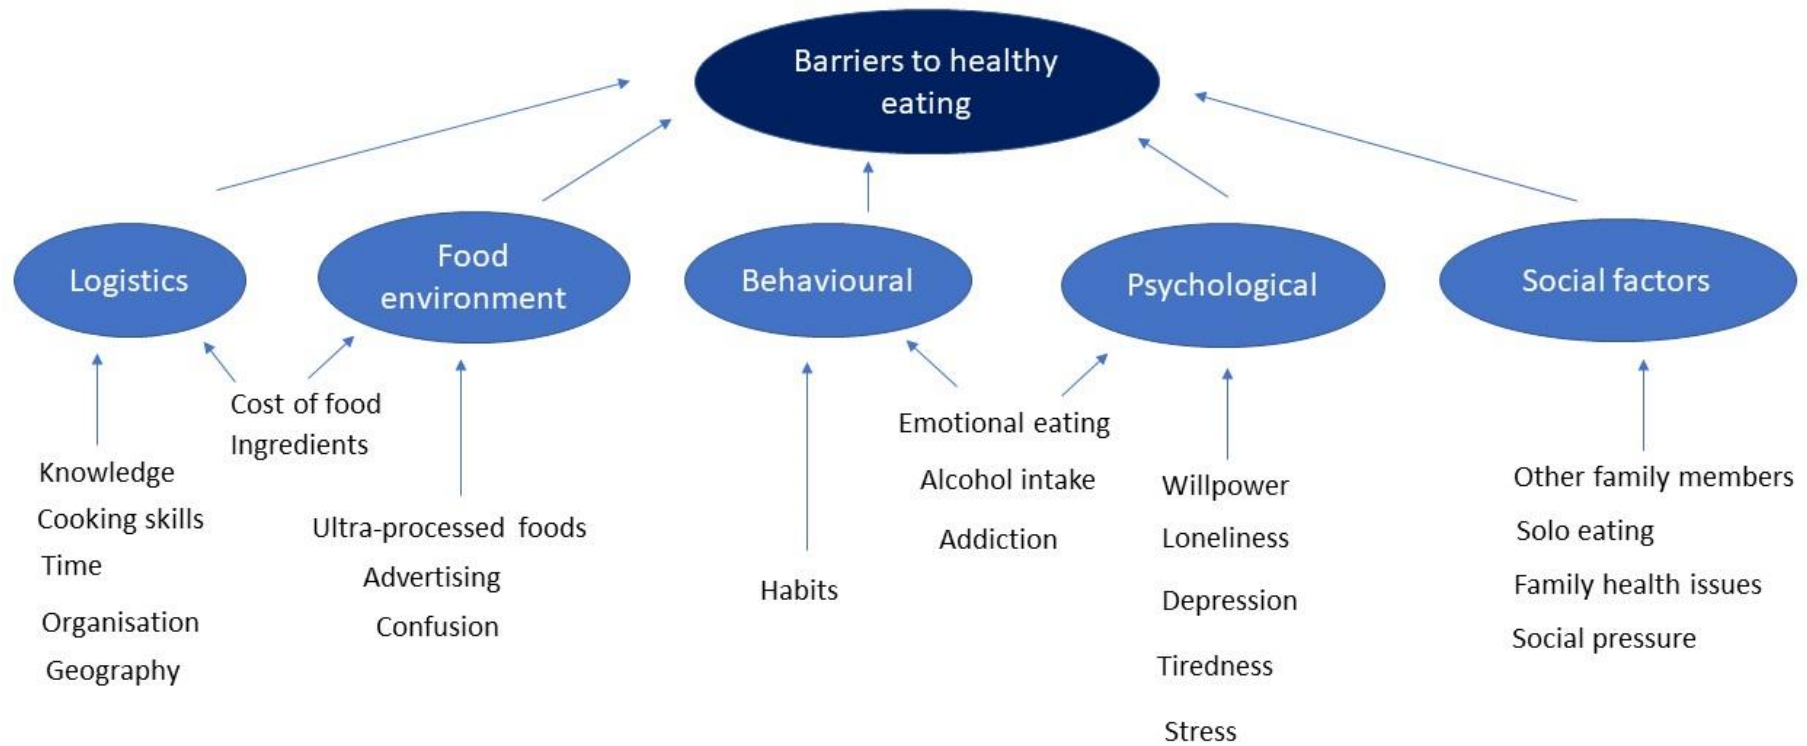 Barriers to healthy
eating
Logistics
Food
environment
Behavioural
Psychological
Social factors
Cost of food
Ingredients
Knowledge
Cooking skills
Time
Organisation
Geography
Ultra-processed foods
Advertising
Confusion
Habits
Emotional eating
Alcohol intake
Addiction
Willpower
Loneliness
Depression
Tiredness
Stress
Other family members
Solo eating
Family health issues
Social pressure